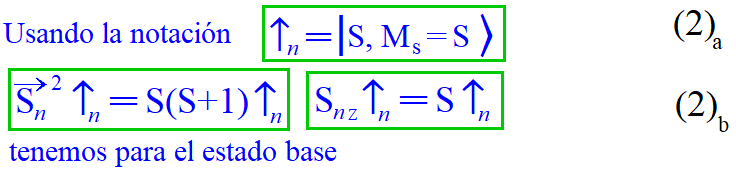 Usando la notación ↑ₙ = |S, Mₛ = S ⟩ (2)ₐ
S⃗ₙ² ↑ₙ = S(S+1) ↑ₙ Sₙ𝓏 ↑ₙ = S ↑ₙ (2)b
tenemos para el estado base